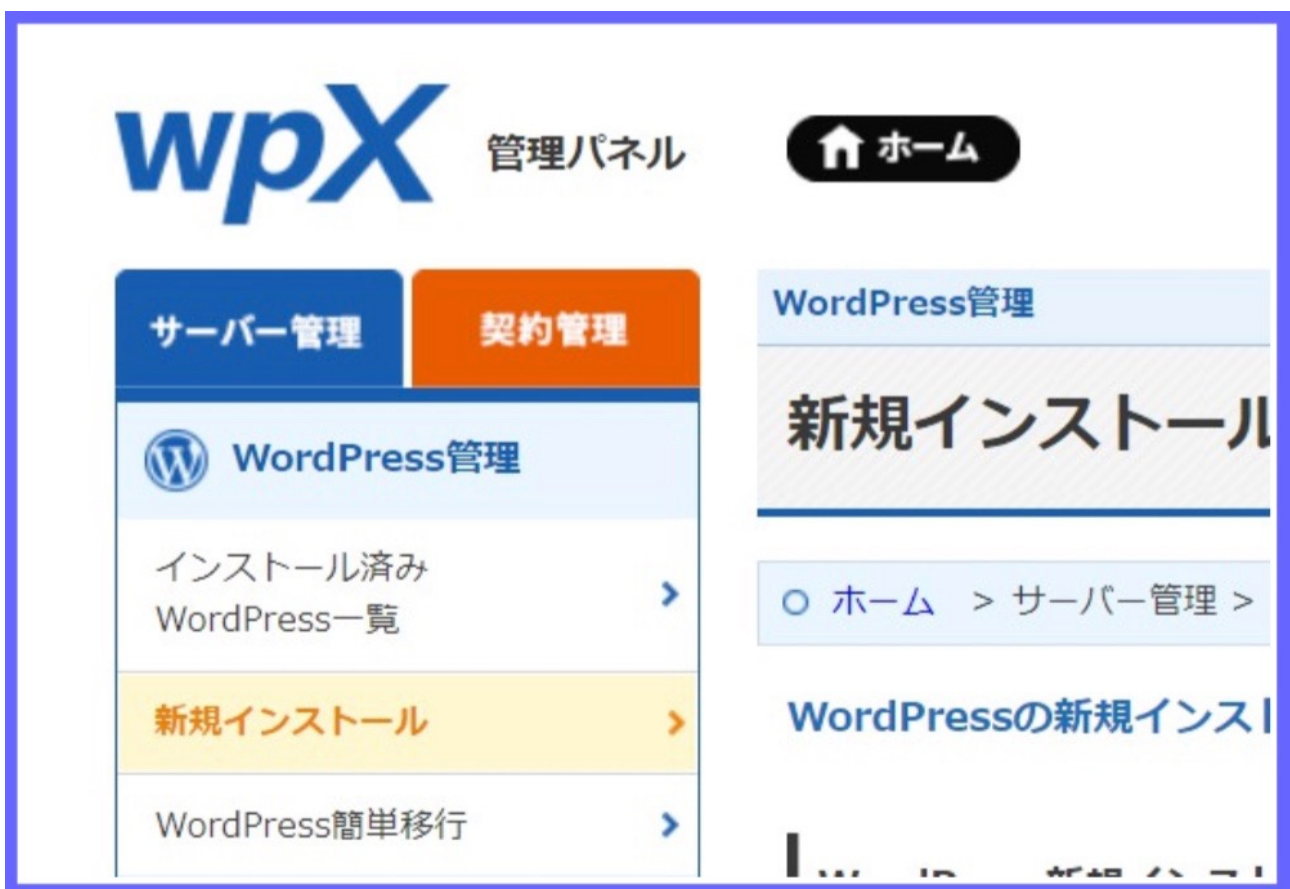 wpX 管理パネル ホーム
サーバー管理 契約管理
WordPress管理
インストール済み
WordPress一覧
新規インストール
WordPress簡単移行
WordPress管理
新規インストール
ホーム > サーバー管理 >
WordPressの新規インス